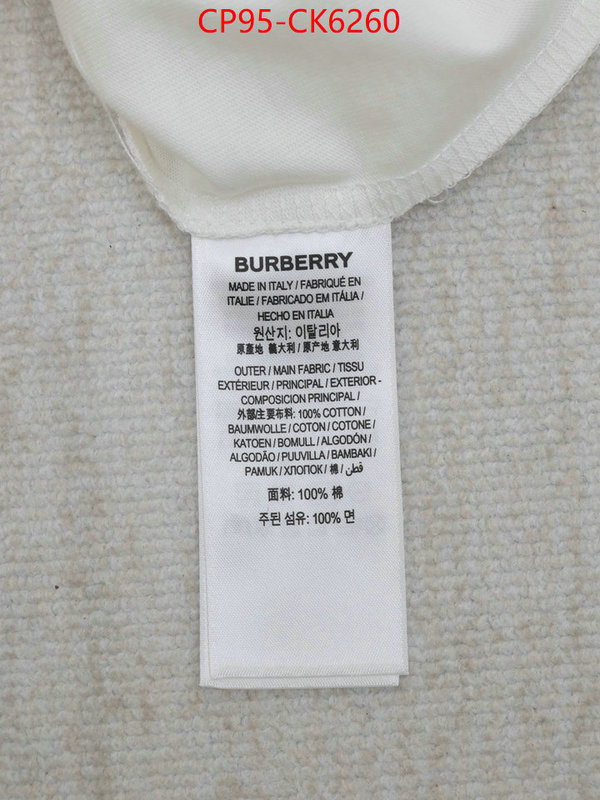 CP95-CK6260
BURBERRY
MADE IN ITALY / FABRIQUÉ EN
ITALIE / FABRICADO EM ITÁLIA /
HECHO EN ITALIA
원산지: 이탈리아
原產地 義大利 / 原产地 意大利
OUTER / MAIN FABRIC / TISSU
EXTÉRIEUR / PRINCIPAL / EXTERIOR -
COMPOSICION PRINCIPAL /
外部/主要布料: 100% COTTON /
BAUMWOLLE / COTON / COTONE /
KATOEN / BOMULL / ALGODÓN /
ALGODÃO / PUUVILLA / BAMBAKI /
PAMUK / ХЛОПОК / 棉 / قطن
面料: 100% 棉
주된 섬유: 100% 면